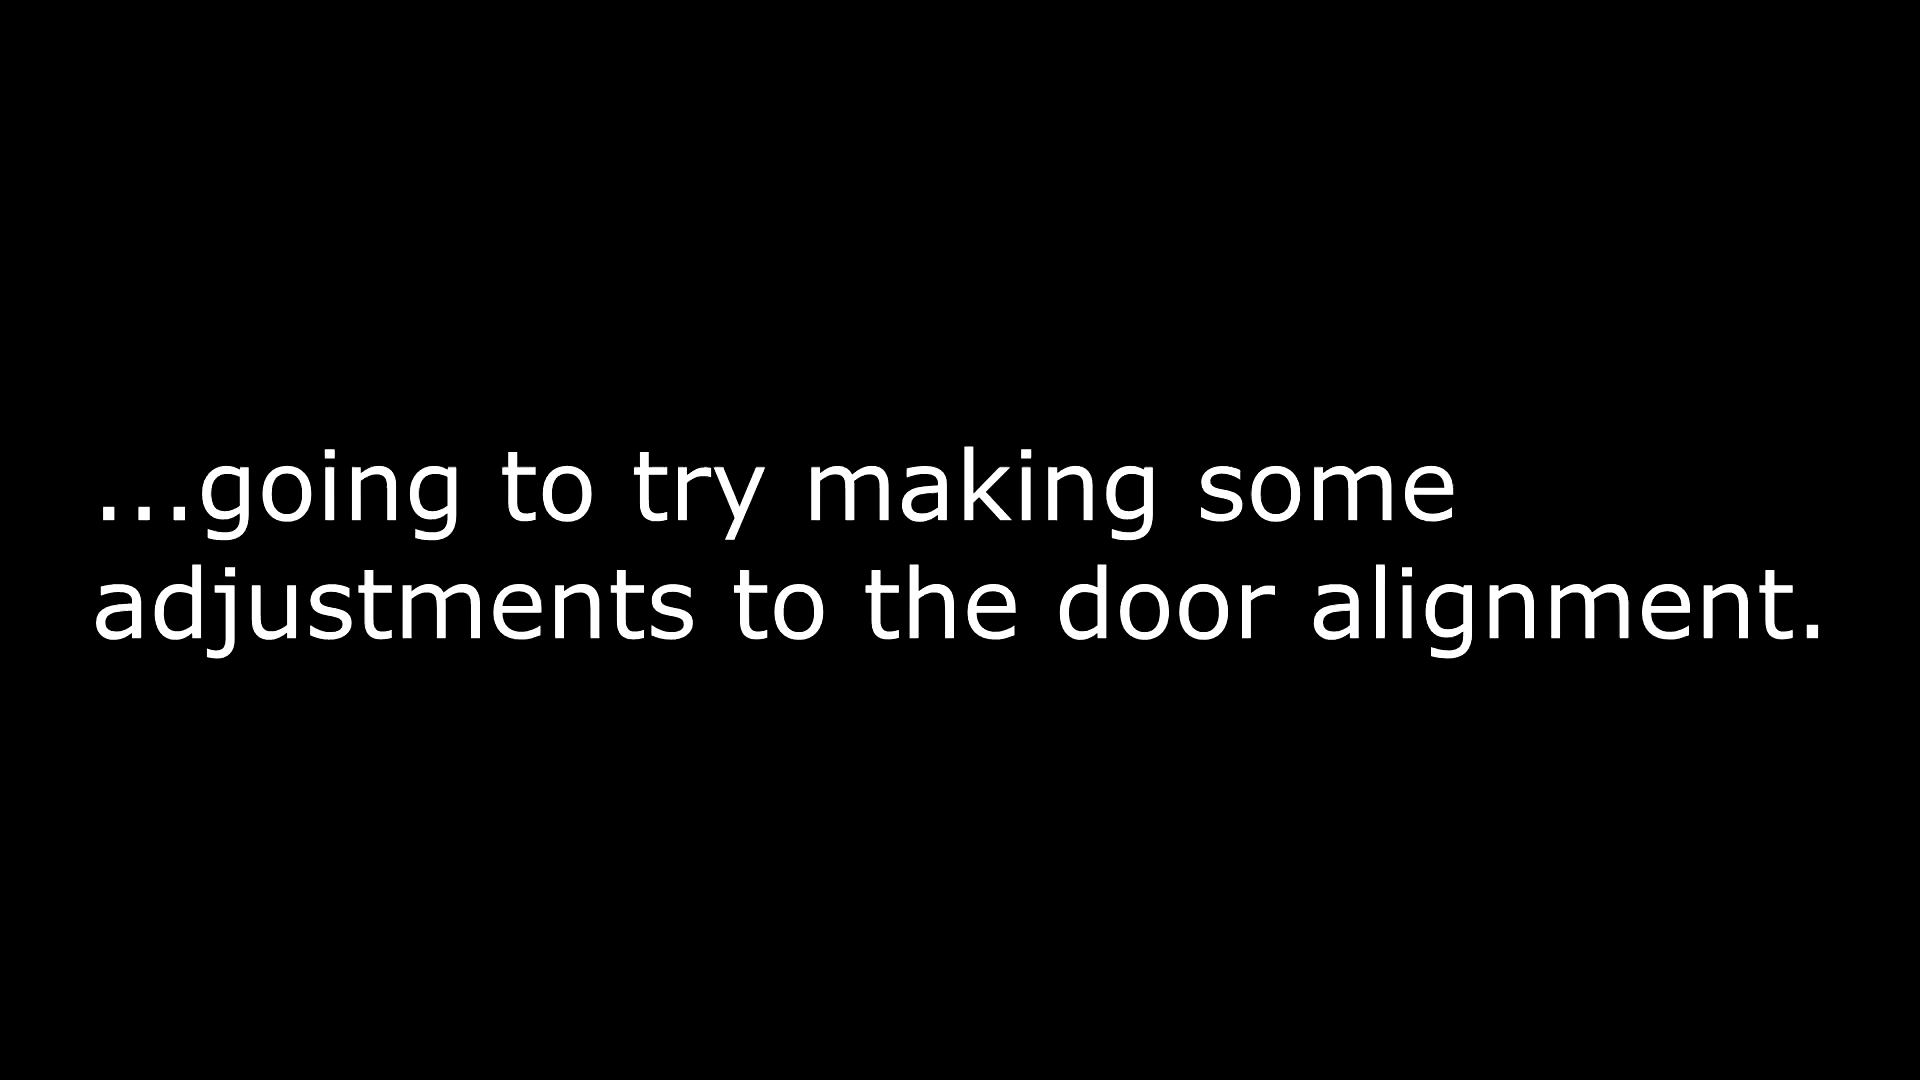 ...going to try making some
adjustments to the door alignment.